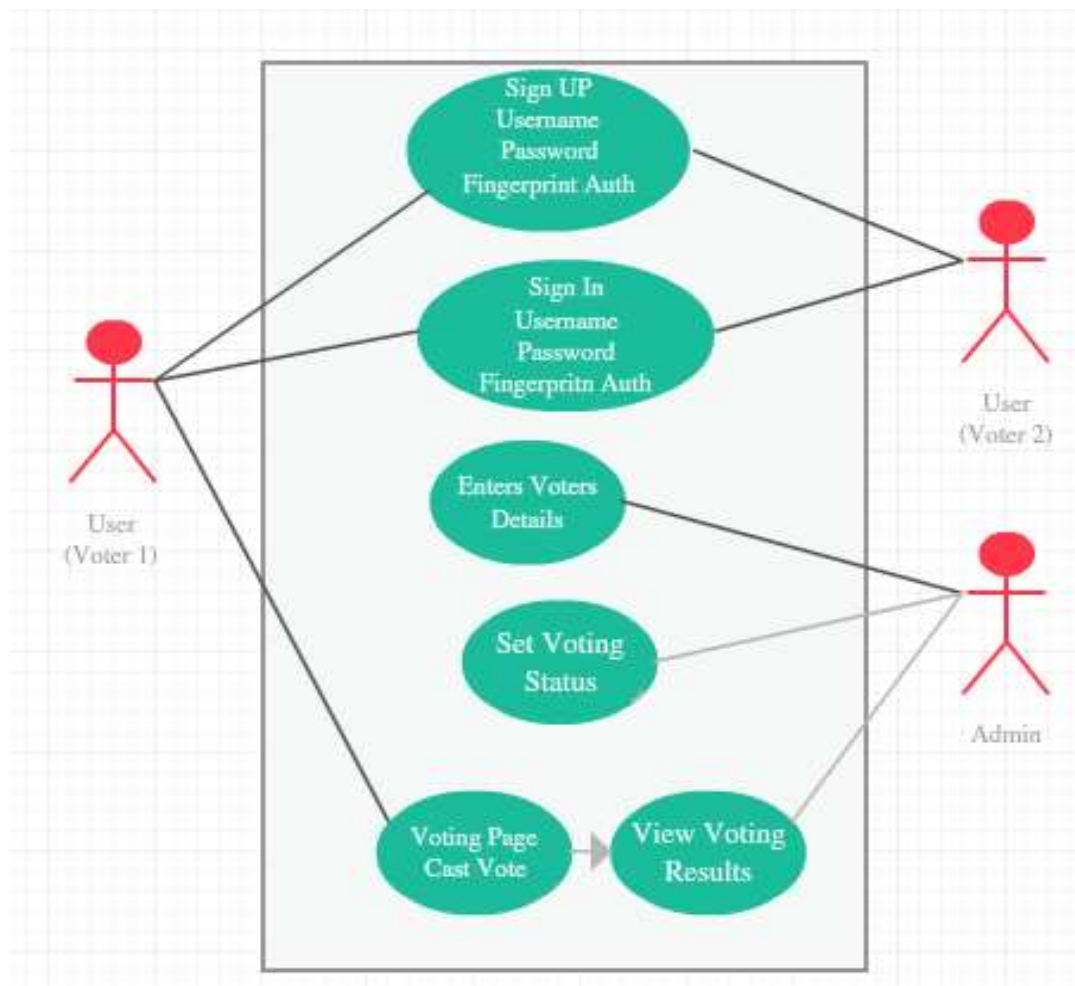 Sign UP
Username
Password
Fingerprint Auth
Sign In
Username
Password
Fingerpritn Auth
User
(Voter 1)
User
(Voter 2)
Enters Voters
Details
Set Voting
Status
Admin
Voting Page
Cast Vote
View Voting
Results